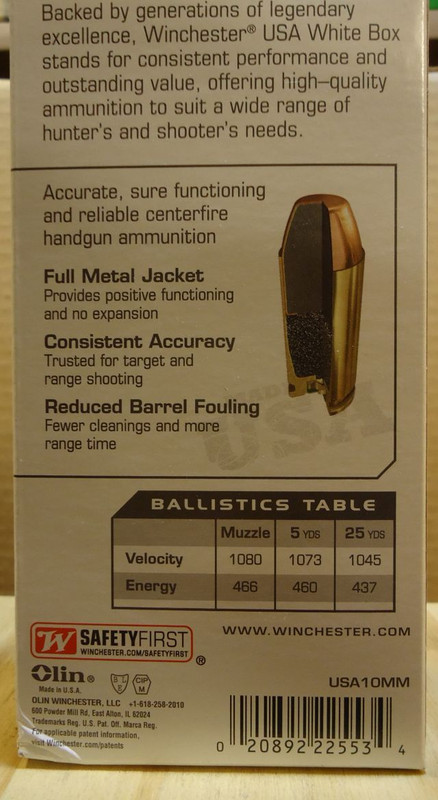 Backed by generations of legendary
excellence, Winchester® USA White Box
stands for consistent performance and
outstanding value, offering high–quality
ammunition to suit a wide range of
hunter's and shooter's needs.
Accurate, sure functioning
and reliable centerfire
handgun ammunition
Full Metal Jacket
Provides positive functioning
and no expansion
Consistent Accuracy
Trusted for target and
range shooting
Reduced Barrel Fouling
Fewer cleanings and more
range time
USA
BALLISTICS TABLE
Muzzle 5 YDS 25 YDS
Velocity 1080 1073 1045
Energy 466 460 437
W SAFETYFIRST
WINCHESTER.COM/SAFETYFIRST ®
WWW.WINCHESTER.COM
Olin®
Made in U.S.A.
CIP
M
USA10MM
OLIN WINCHESTER, LLC +1-618-258-2010
600 Powder Mill Rd, East Alton, IL 62024
Trademarks Reg. U.S. Pat. Off. Marca Reg.
For applicable patent information,
visit Winchester.com/patents
0 20892 22553 4